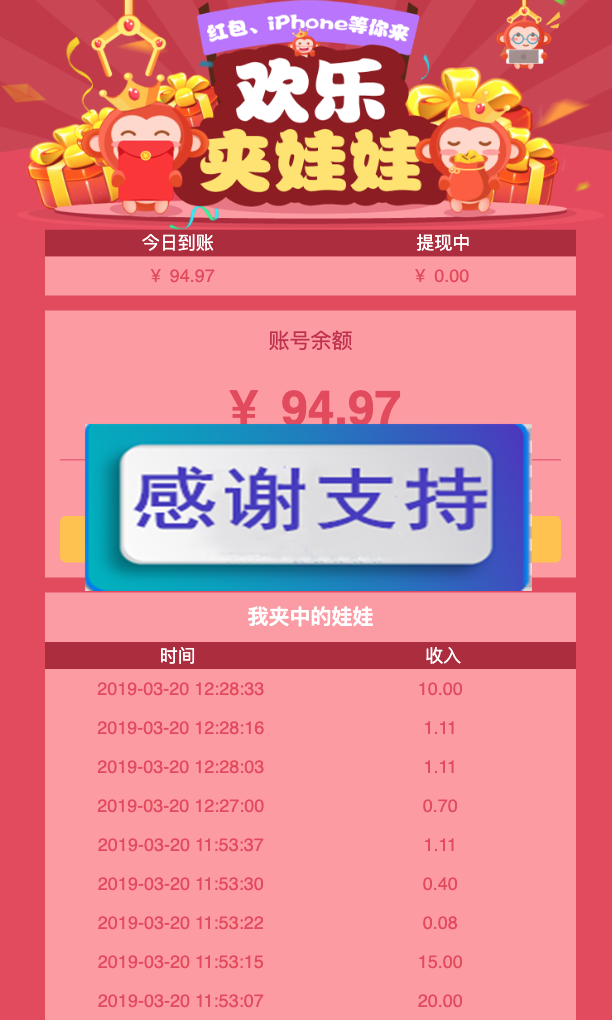 红包、iPhone等你来
欢乐
夹娃娃
今日到账 提现中
¥ 94.97 ¥ 0.00
账号余额
¥ 94.97
感谢支持
我夹中的娃娃
时间 收入
2019-03-20 12:28:33 10.00
2019-03-20 12:28:16 1.11
2019-03-20 12:28:03 1.11
2019-03-20 12:27:00 0.70
2019-03-20 11:53:37 1.11
2019-03-20 11:53:30 0.40
2019-03-20 11:53:22 0.08
2019-03-20 11:53:15 15.00
2019-03-20 11:53:07 20.00